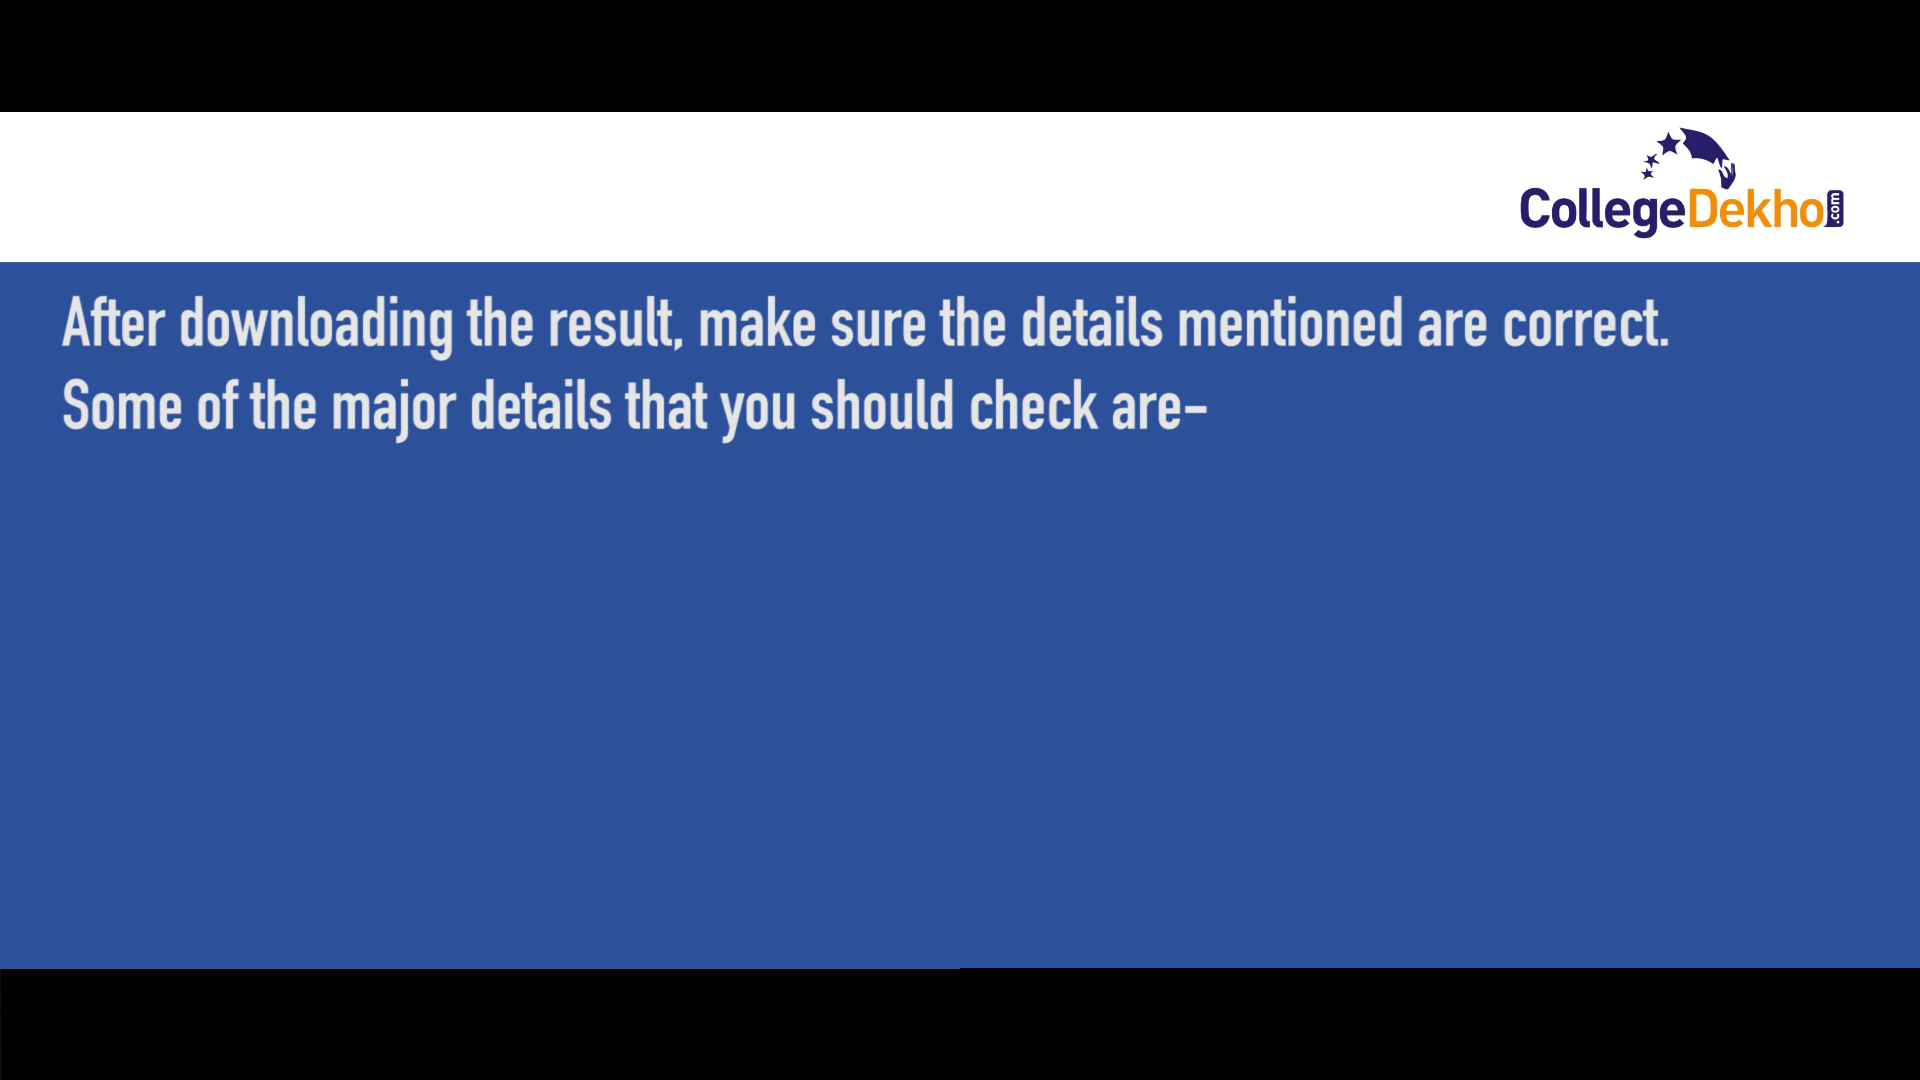 CollegeDekho.com
After downloading the result, make sure the details mentioned are correct.
Some of the major details that you should check are-